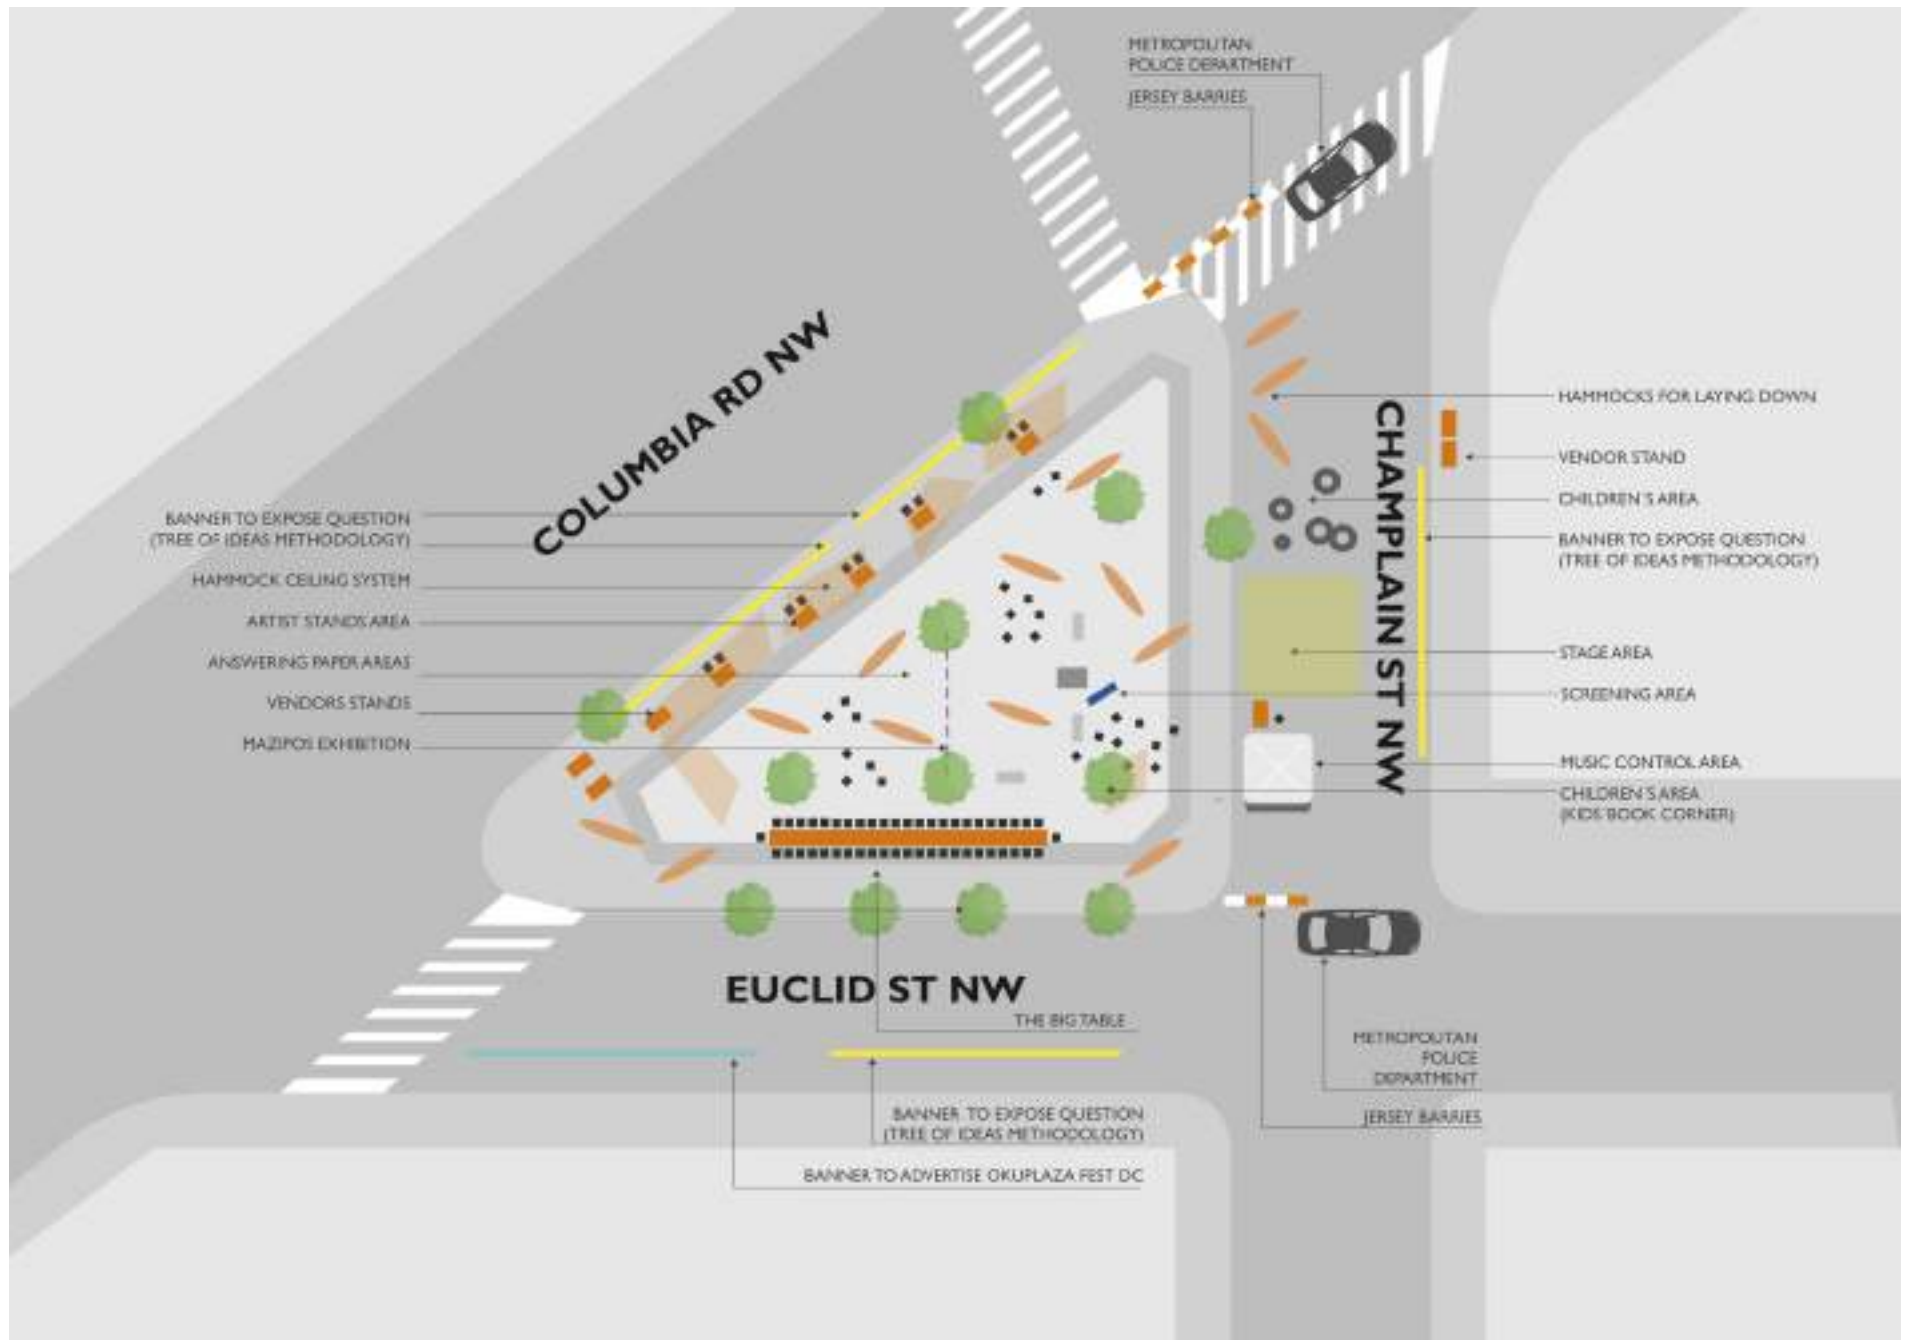 METROPOLITAN
POLICE DEPARTMENT
JERSEY BARRIES
COLUMBIA RD NW
BANNER TO EXPOSE QUESTION
(TREE OF IDEAS METHODOLOGY)
HAMMOCK CEILING SYSTEM
ARTIST STANDS AREA
ANSWERING PAPER AREAS
VENDORS STANDS
MAZIPOS EXHIBITION
CHAMPLAIN ST NW
HAMMOCKS FOR LAYING DOWN
VENDOR STAND
CHILDREN'S AREA
BANNER TO EXPOSE QUESTION
(TREE OF IDEAS METHODOLOGY)
STAGE AREA
SCREENING AREA
MUSIC CONTROL AREA
CHILDREN'S AREA
(KIDS BOOK CORNER)
EUCLID ST NW
THE BIG TABLE
METROPOLITAN
POLICE
DEPARTMENT
JERSEY BARRIES
BANNER TO EXPOSE QUESTION
(TREE OF IDEAS METHODOLOGY)
BANNER TO ADVERTISE OKUPLAZA FEST DC